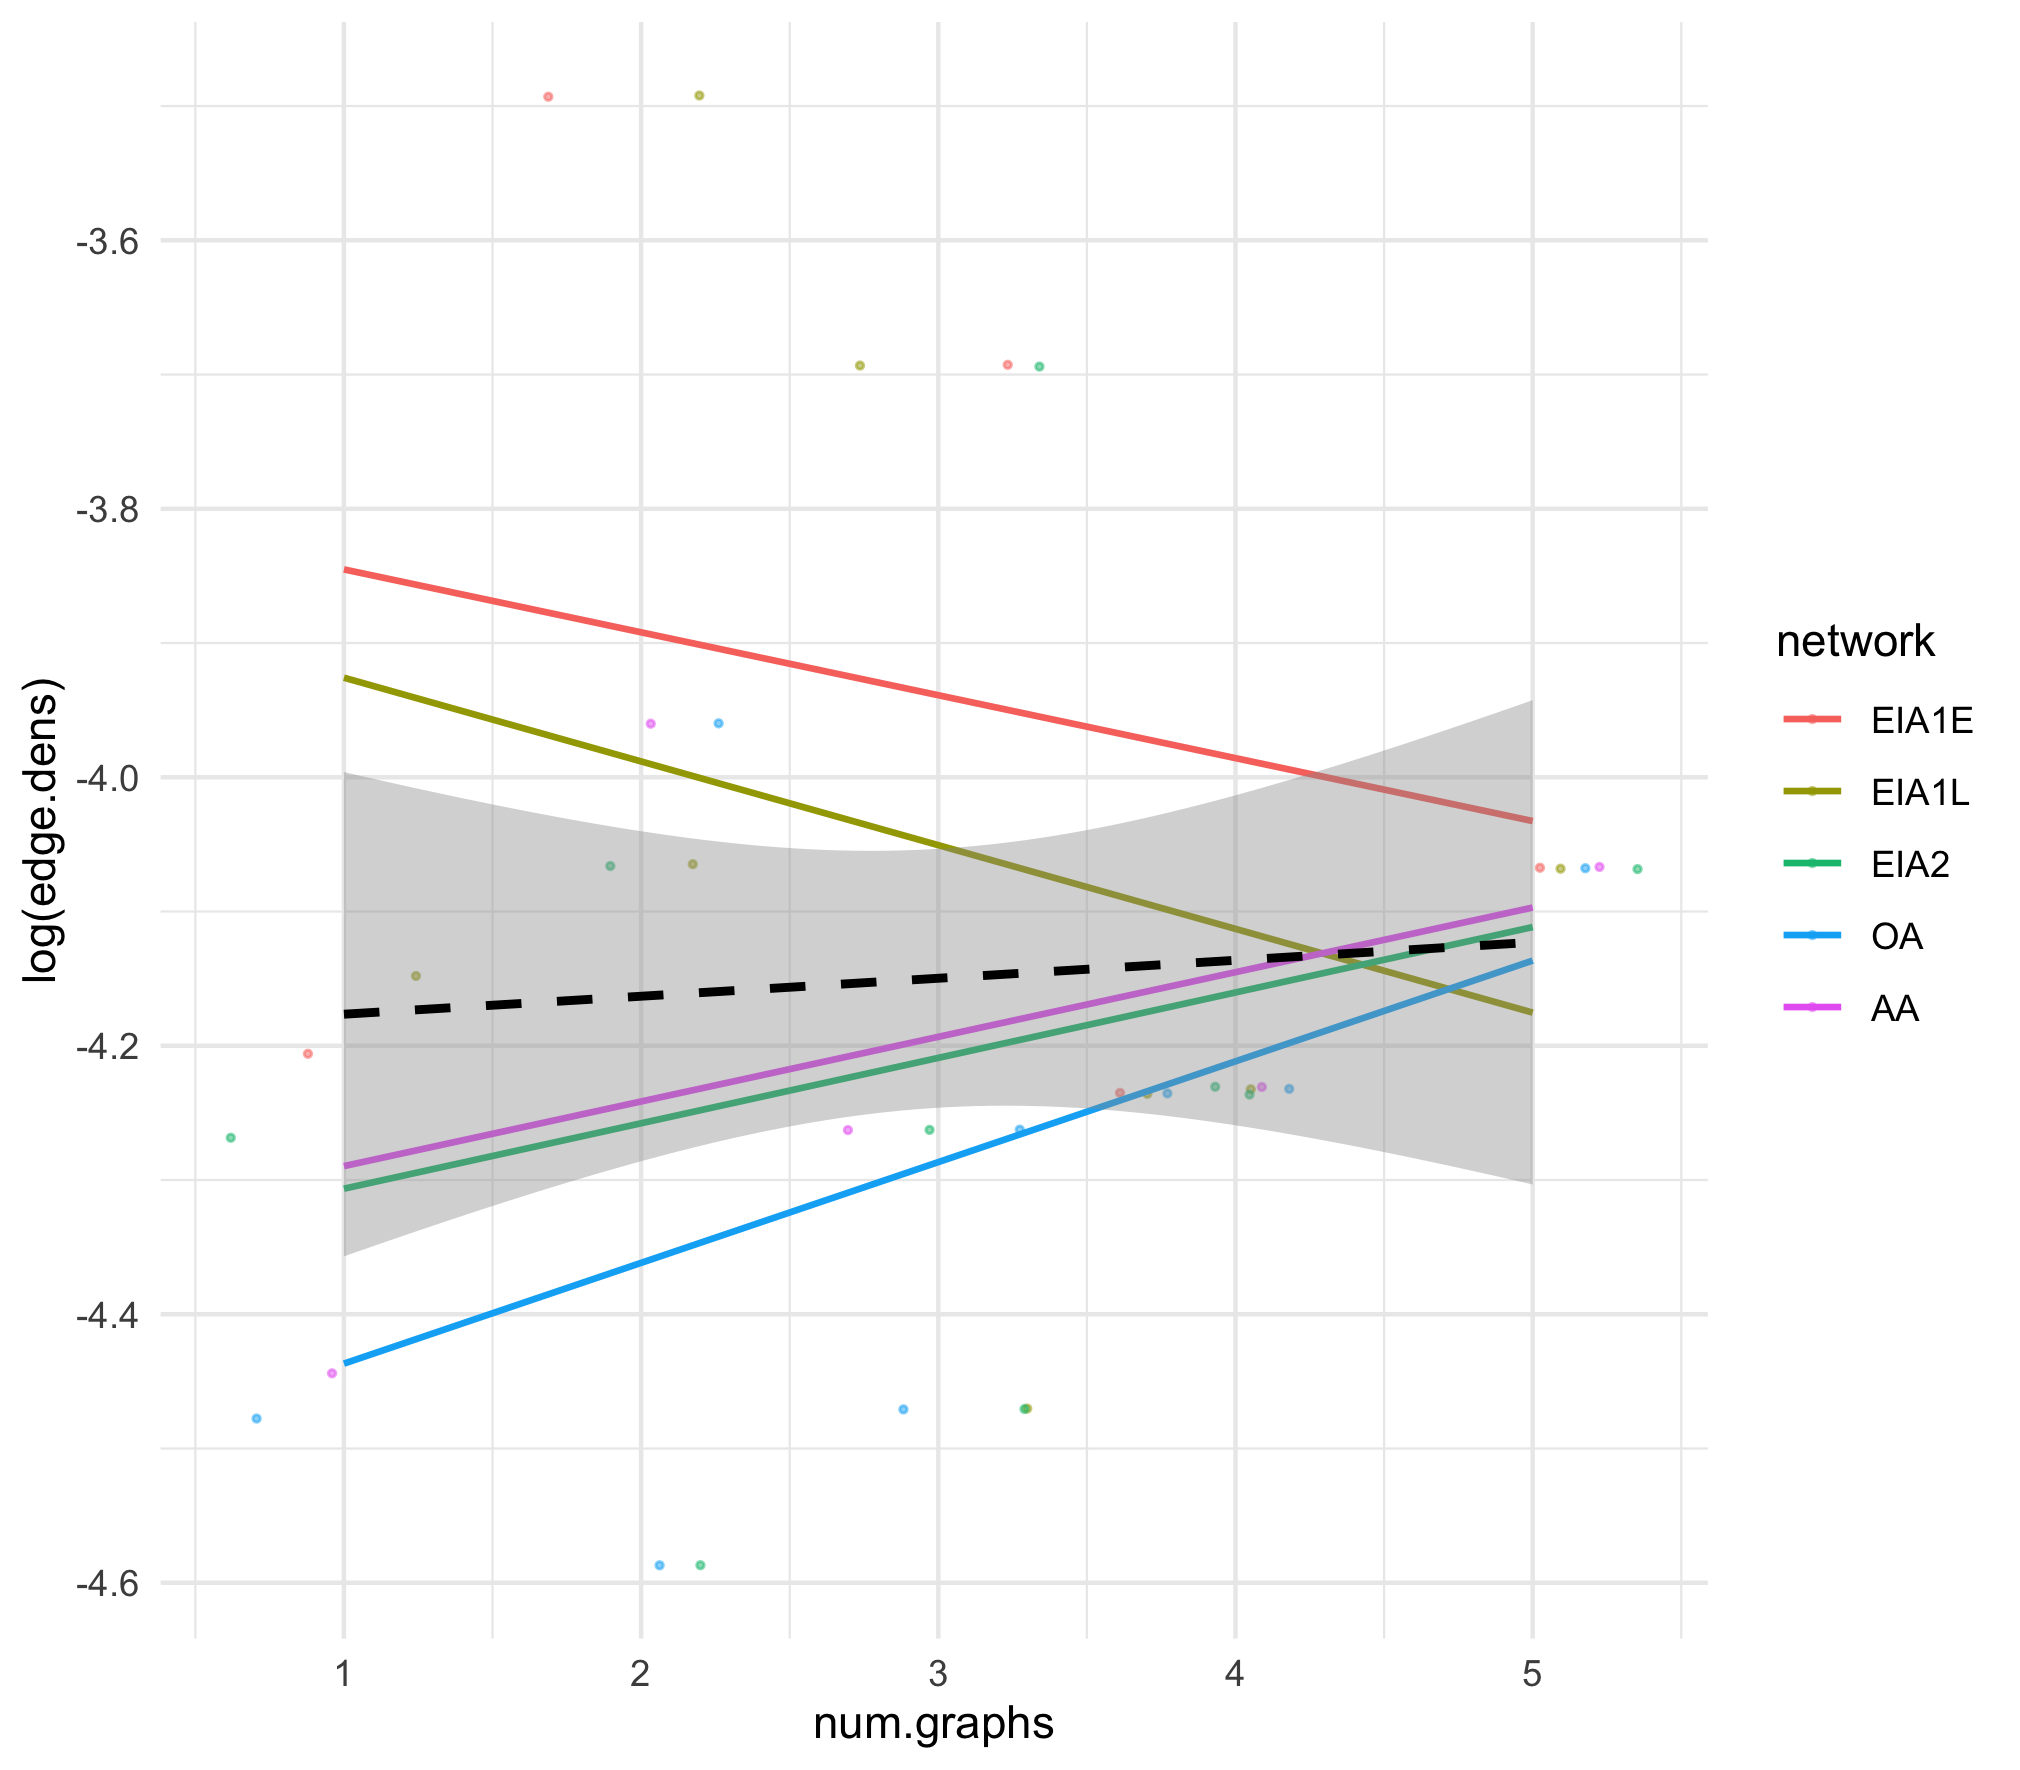 -3.6
-3.8
-4.0
-4.2
-4.4
-4.6
log(edge.dens)
1 2 3 4 5
num.graphs
network
EIA1E
EIA1L
EIA2
OA
AA